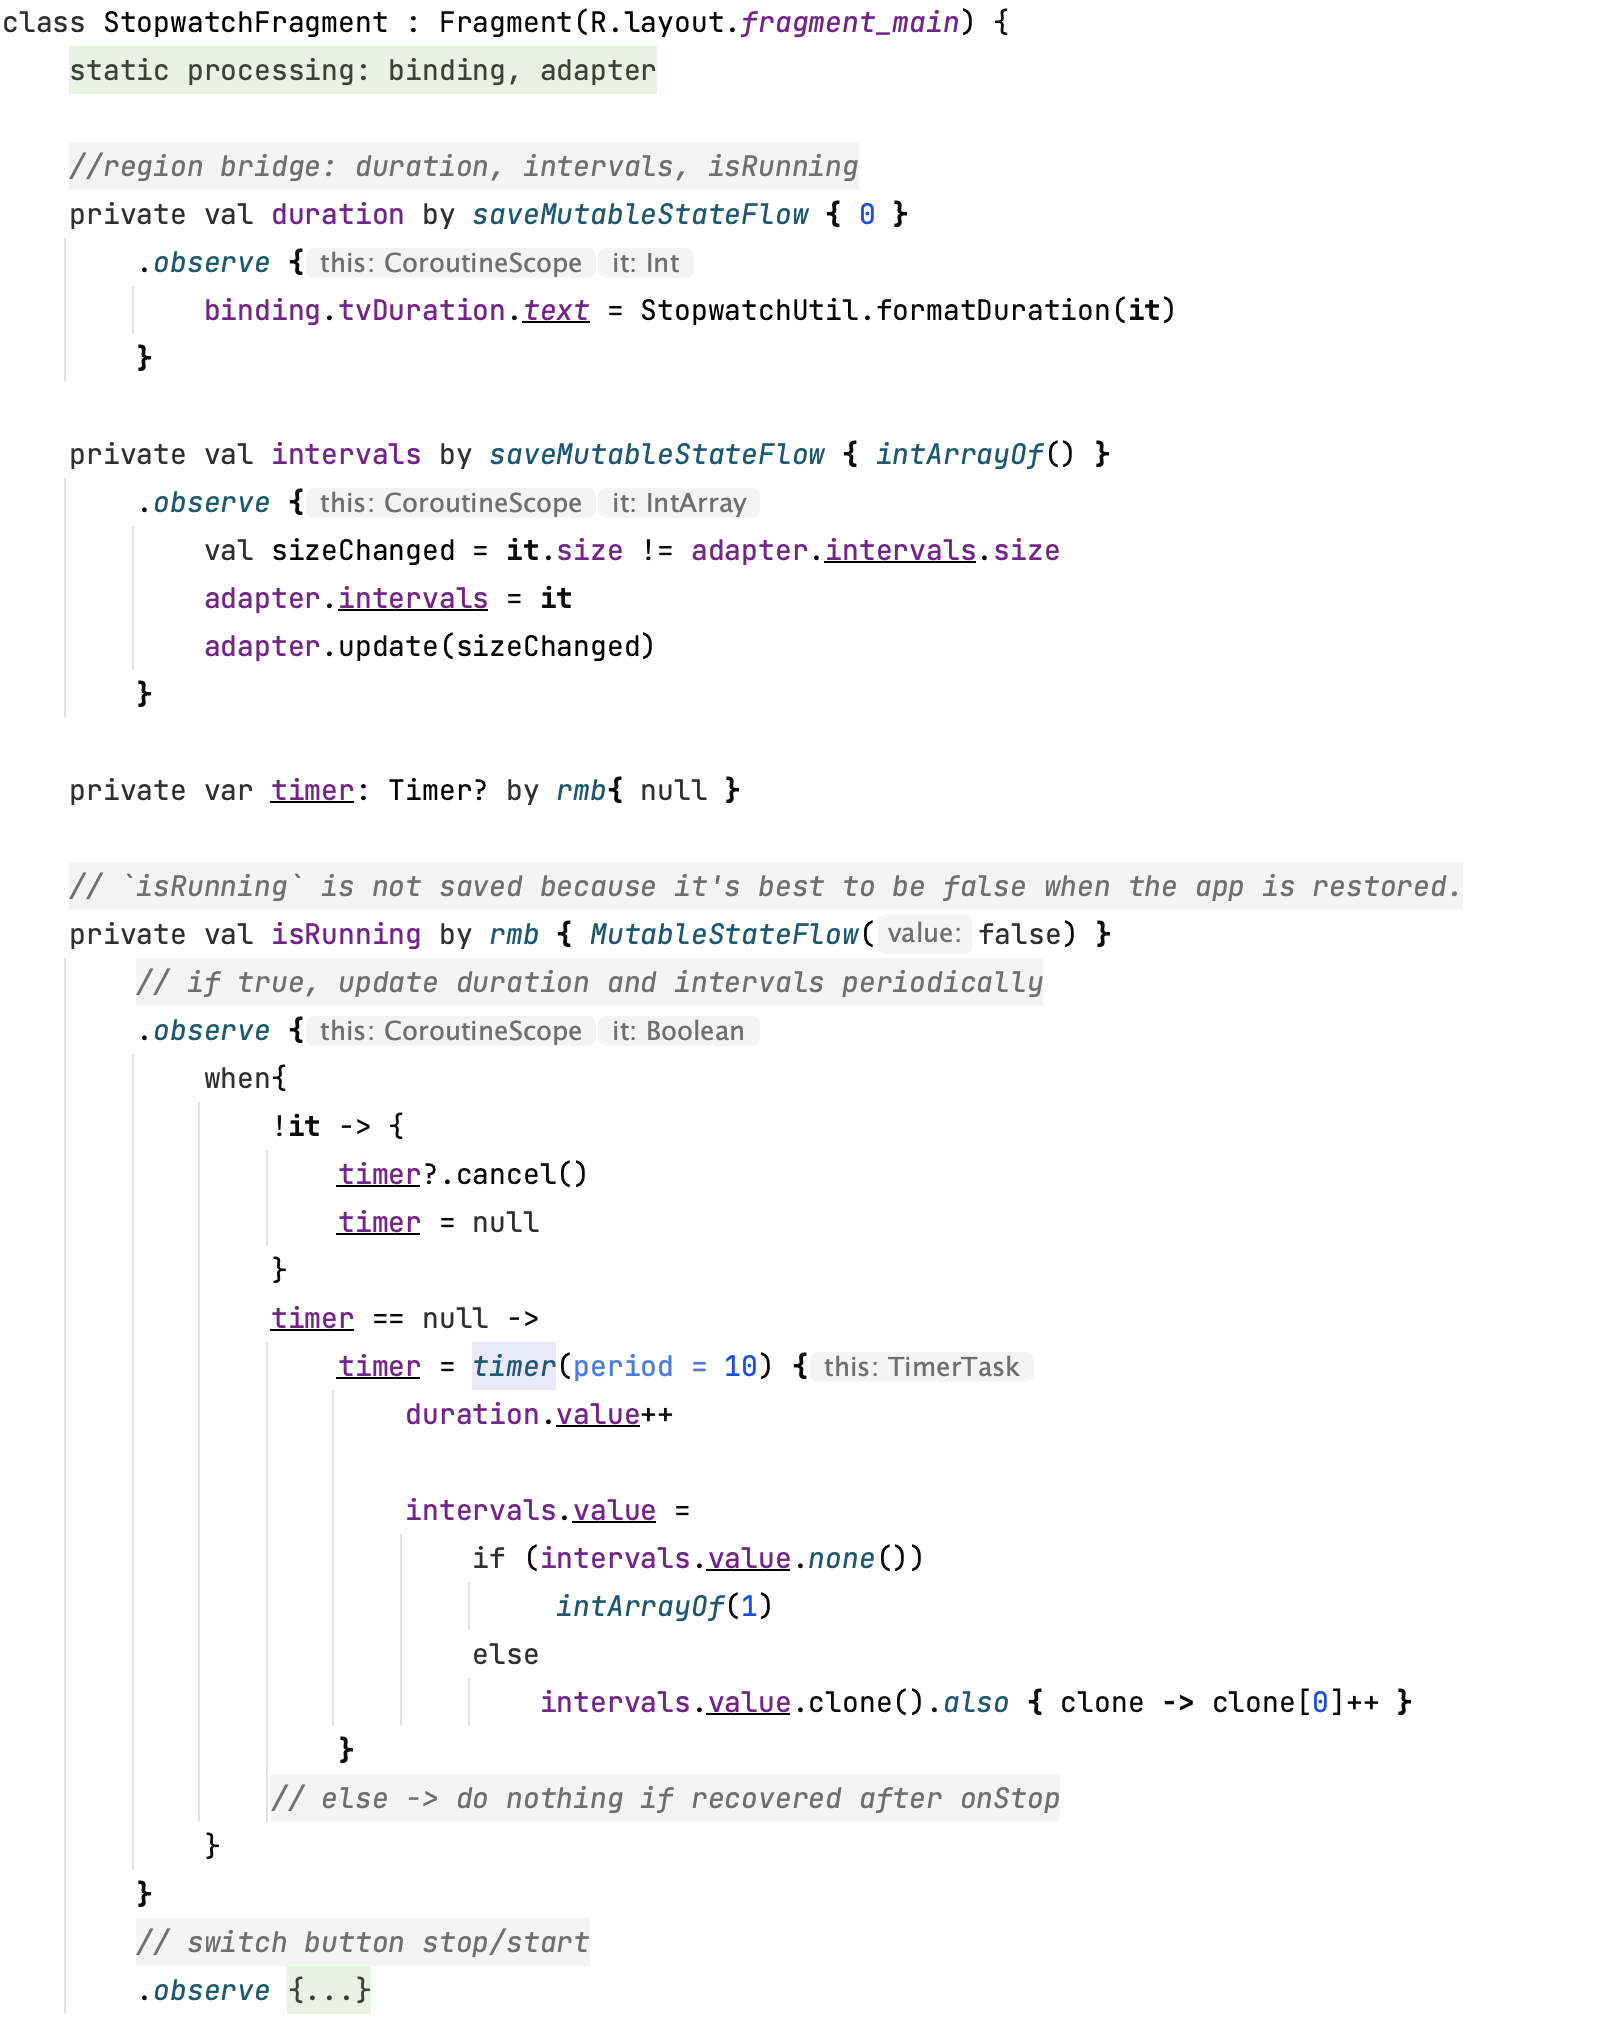 class StopwatchFragment : Fragment(R.layout.fragment_main) {
static processing: binding, adapter
//region bridge: duration, intervals, isRunning
private val duration by saveMutableStateFlow { 0 }
.observe { this: CoroutineScope it: Int
binding.tvDuration.text = StopwatchUtil.formatDuration(it)
}
private val intervals by saveMutableStateFlow { intArrayOf() }
.observe { this: CoroutineScope it: IntArray
val sizeChanged = it.size != adapter.intervals.size
adapter.intervals = it
adapter.update(sizeChanged)
}
private var timer: Timer? by rmb{ null }
// `isRunning` is not saved because it's best to be false when the app is restored.
private val isRunning by rmb { MutableStateFlow( value: false) }
// if true, update duration and intervals periodically
.observe { this: CoroutineScope it: Boolean
when{
!it -> {
timer?.cancel()
timer = null
}
timer == null ->
timer = timer(period = 10) { this: TimerTask
duration.value++
intervals.value =
if (intervals.value.none())
intArrayOf(1)
else
intervals.value.clone().also { clone -> clone[0]++ }
}
// else -> do nothing if recovered after onStop
}
}
// switch button stop/start
.observe {...}